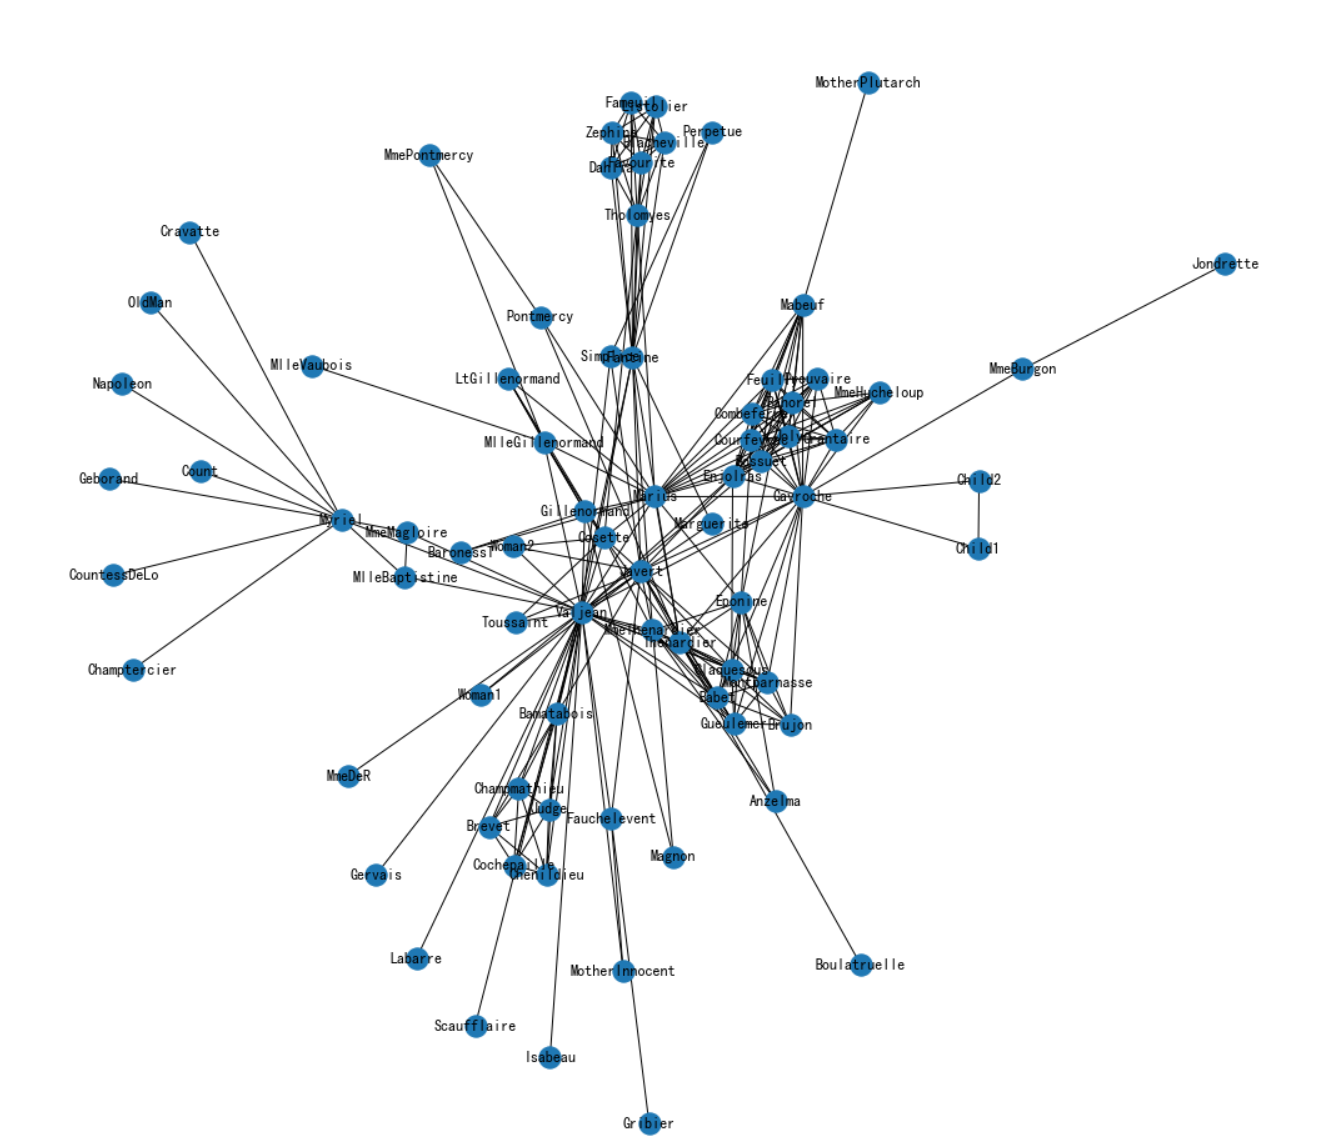 MotherPlutarch
Fameuil
Listolier
Zephine
Perpetue
Blacheville
MmePontmercy
Favourite
Dahlia
Tholomyes
Cravatte
Jondrette
OldMan
Mabeuf
Pontmercy
Simplice
Fantine
MlleVaubois
MmeBurgon
LtGillenormand
Feuilly
Prouvaire
Napoleon
MmeHucheloup
Bahorel
Combeferre
MlleGillenormand
Courfeyrac
Joly
Grantaire
Bossuet
Count
Geborand
Enjolras
Child2
Marius
Gavroche
Gillenormand
Myriel
Marguerite
MmeMagloire
Cosette
Woman2
BaronessT
Child1
Javert
CountessDeLo
MlleBaptistine
Eponine
Valjean
Toussaint
MmeThenardier
Thenardier
Champtercier
Claquesous
Montparnasse
Woman1
Babet
Bamatabois
Gueulemer
Brujon
MmeDeR
Champmathieu
Anzelma
Judge
Fauchelevent
Brevet
Magnon
Cochepaille
Chenildieu
Gervais
Labarre
Boulatruelle
MotherInnocent
Scaufflaire
Isabeau
Gribier